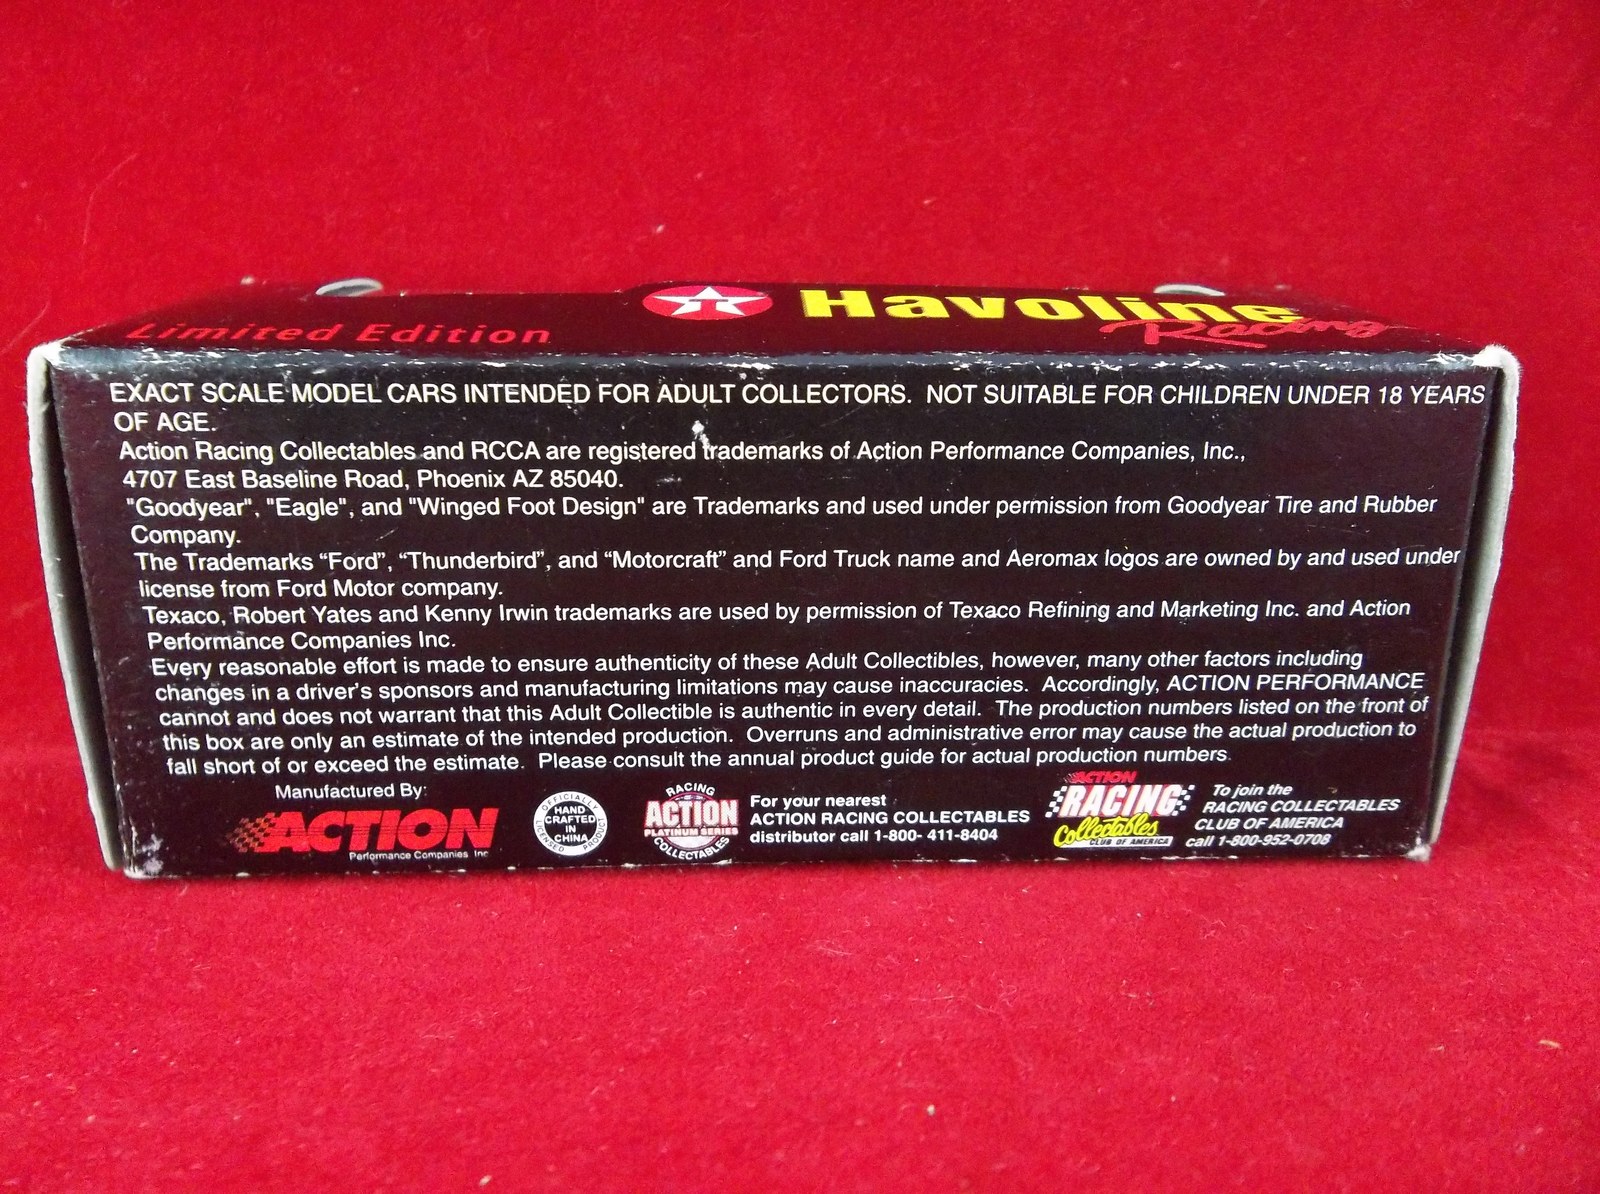 Limited Edition
Havoline
Racing
EXACT SCALE MODEL CARS INTENDED FOR ADULT COLLECTORS. NOT SUITABLE FOR CHILDREN UNDER 18 YEARS
OF AGE.
Action Racing Collectables and RCCA are registered trademarks of Action Performance Companies, Inc.,
4707 East Baseline Road, Phoenix AZ 85040.
"Goodyear", "Eagle", and "Winged Foot Design" are Trademarks and used under permission from Goodyear Tire and Rubber
Company.
The Trademarks “Ford”, “Thunderbird”, and “Motorcraft” and Ford Truck name and Aeromax logos are owned by and used under
license from Ford Motor company.
Texaco, Robert Yates and Kenny Irwin trademarks are used by permission of Texaco Refining and Marketing Inc. and Action
Performance Companies Inc.
Every reasonable effort is made to ensure authenticity of these Adult Collectibles, however, many other factors including
changes in a driver's sponsors and manufacturing limitations may cause inaccuracies. Accordingly, ACTION PERFORMANCE
cannot and does not warrant that this Adult Collectible is authentic in every detail. The production numbers listed on the front of
this box are only an estimate of the intended production. Overruns and administrative error may cause the actual production to
fall short of or exceed the estimate. Please consult the annual product guide for actual production numbers.
Manufactured By:
ACTION
Performance Companies Inc
OFFICIALLY
HAND
CRAFTED
IN
CHINA
LICENSED PRODUCT
RACING
ACTION
PLATINUM SERIES
COLLECTABLES
For your nearest
ACTION RACING COLLECTABLES
distributor call 1-800- 411-8404
ACTION
RACING
Collectables
CLUB OF AMERICA
To join the
RACING COLLECTABLES
CLUB OF AMERICA
call 1-800-952-0708